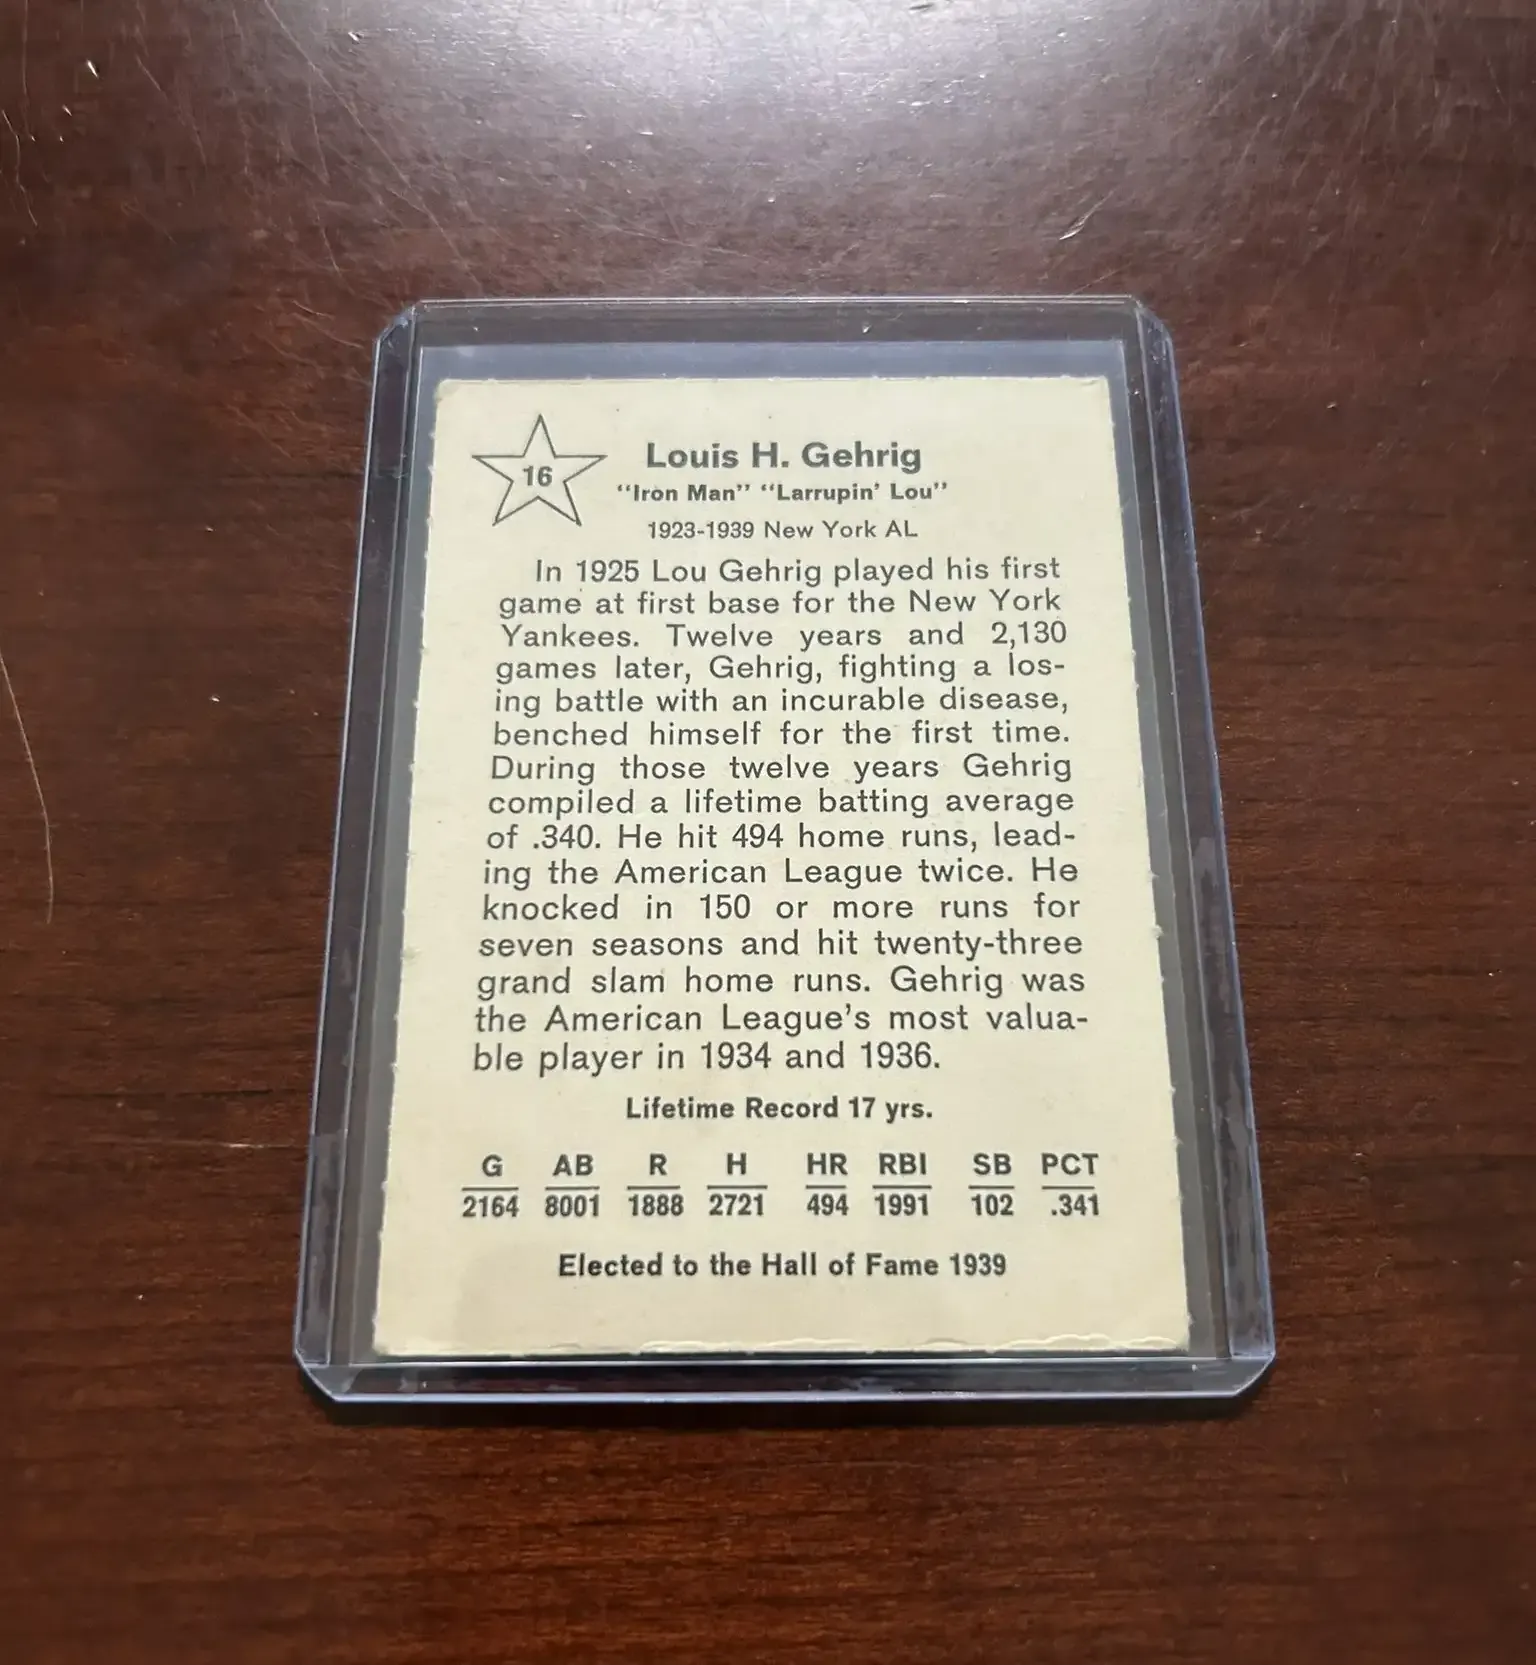 16
Louis H. Gehrig
“Iron Man” “Larrupin’ Lou”
1923-1939 New York AL
In 1925 Lou Gehrig played his first
game at first base for the New York
Yankees. Twelve years and 2,130
games later, Gehrig, fighting a los-
ing battle with an incurable disease,
benched himself for the first time.
During those twelve years Gehrig
compiled a lifetime batting average
of .340. He hit 494 home runs, lead-
ing the American League twice. He
knocked in 150 or more runs for
seven seasons and hit twenty-three
grand slam home runs. Gehrig was
the American League’s most valua-
ble player in 1934 and 1936.
Lifetime Record 17 yrs.
G AB R H HR RBI SB PCT
2164 8001 1888 2721 494 1991 102 .341
Elected to the Hall of Fame 1939